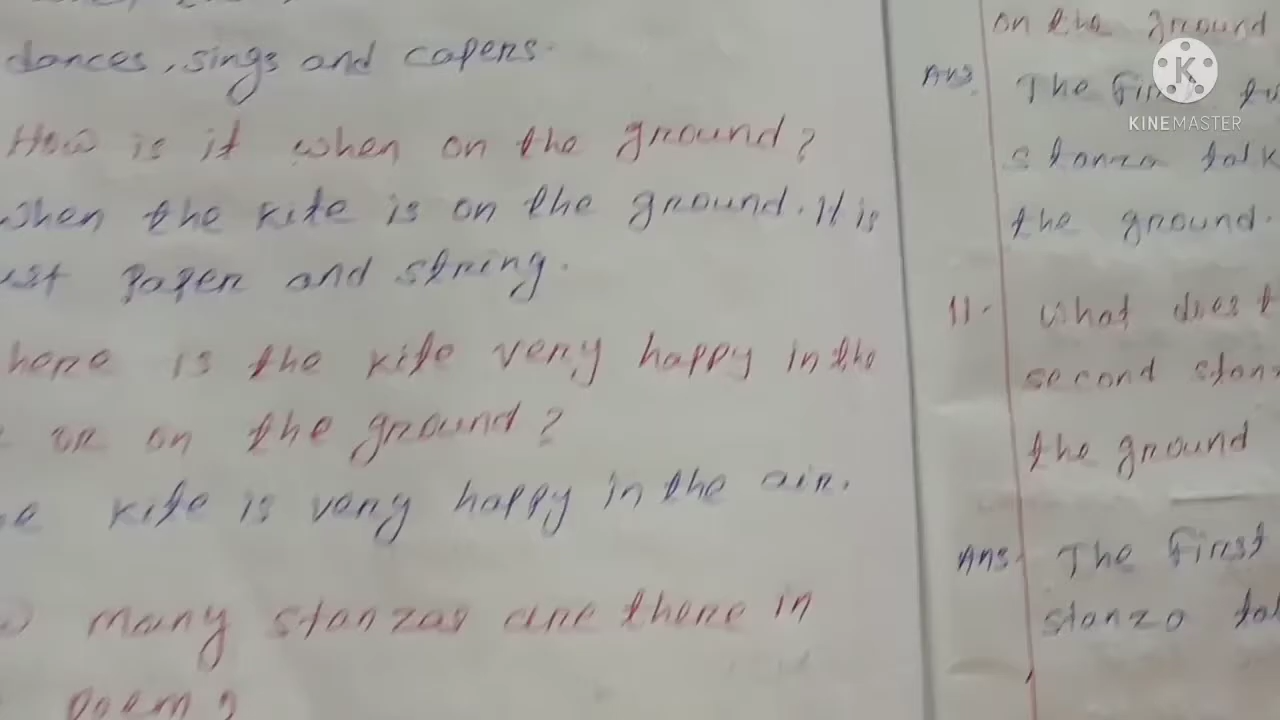 dances, sings and capers.
How is it when on the ground?
when the kite is on the ground. It is
paper and string.
is the kite very happy in the
or on the ground?
kite is very happy in the air.
many stanzas are there in
poem?
on the ground
Ans. The First
stanza talk
the ground.
11. What does
second stan
the ground
Ans. The First
stanza tal
KINEMASTER